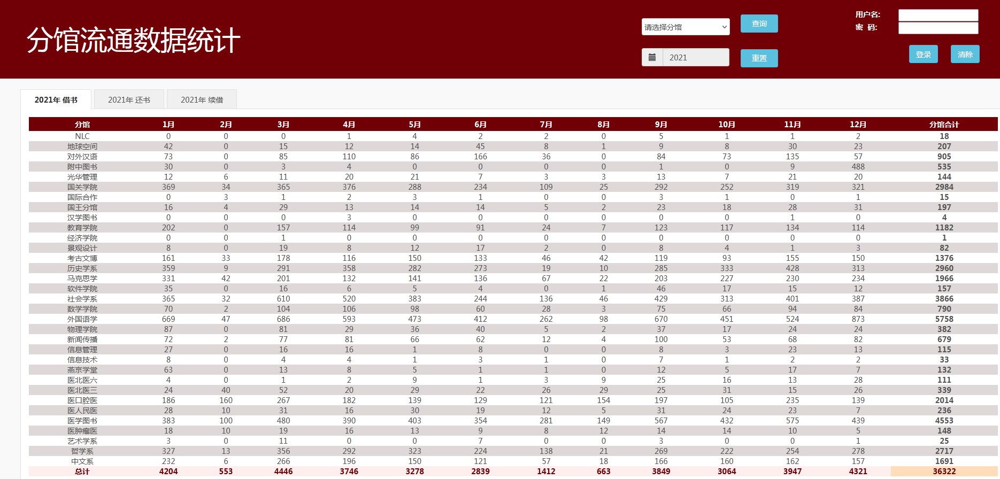 分馆流通数据统计
请选择分馆
查询
2021
重置
用户名:
密 码:
登录 清除
2021年 借书 2021年 还书 2021年 续借
分馆 1月 2月 3月 4月 5月 6月 7月 8月 9月 10月 11月 12月 分馆合计
NLC 0 0 0 1 4 2 2 0 5 1 1 2 18
地球空间 42 0 15 12 14 45 8 1 9 8 30 23 207
对外汉语 73 0 85 110 86 166 36 0 84 73 135 57 905
附中图书 30 0 3 4 0 0 0 0 1 0 9 488 535
光华管理 12 6 11 20 21 7 3 3 13 7 21 20 144
国关学院 369 34 365 376 288 234 109 25 292 252 319 321 2984
国际合作 0 3 1 2 3 1 0 0 3 1 0 1 15
国王分馆 16 4 29 13 14 14 5 2 23 18 28 31 197
汉学图书 0 0 0 3 0 0 0 0 0 0 1 0 4
教育学院 202 0 157 114 99 91 24 7 123 117 134 114 1182
经济学院 0 0 1 0 0 0 0 0 0 0 0 0 1
景观设计 8 0 19 8 12 17 2 0 8 4 1 3 82
考古文博 161 33 178 116 150 133 46 42 119 93 155 150 1376
历史学系 359 9 291 358 282 273 19 10 285 333 428 313 2960
马克思学 331 42 201 132 141 136 67 22 203 227 230 234 1966
软件学院 35 0 16 6 5 4 0 1 46 17 15 12 157
社会学系 365 32 610 520 383 244 136 46 429 313 401 387 3866
数学学院 70 2 104 106 98 60 28 3 75 66 94 84 790
外国语学 669 47 686 593 473 412 262 98 670 451 524 873 5758
物理学院 87 0 81 29 36 40 5 2 37 17 24 24 382
新闻传播 72 2 77 81 66 62 12 4 100 53 68 82 679
信息管理 27 0 16 16 1 8 0 0 8 3 23 13 115
信息技术 8 0 4 4 1 3 1 0 7 1 2 2 33
燕京学堂 63 0 13 8 5 1 1 0 12 5 17 7 132
医北医六 4 0 1 2 9 1 3 9 25 16 13 28 111
医北医三 24 40 52 20 29 22 26 29 25 31 15 26 339
医口腔医 186 160 267 182 139 129 121 154 197 105 235 139 2014
医人民医 28 10 31 16 30 19 12 5 31 24 23 7 236
医学图书 383 100 480 390 403 354 281 149 567 432 575 439 4553
医肿瘤医 18 10 19 16 13 9 8 12 14 14 10 5 148
艺术学系 3 0 11 0 0 7 0 0 3 0 0 1 25
哲学系 327 13 356 292 323 224 138 21 269 222 254 278 2717
中文系 232 6 266 196 150 121 57 18 166 160 162 157 1691
总计 4204 553 4446 3746 3278 2839 1412 663 3849 3064 3947 4321 36322